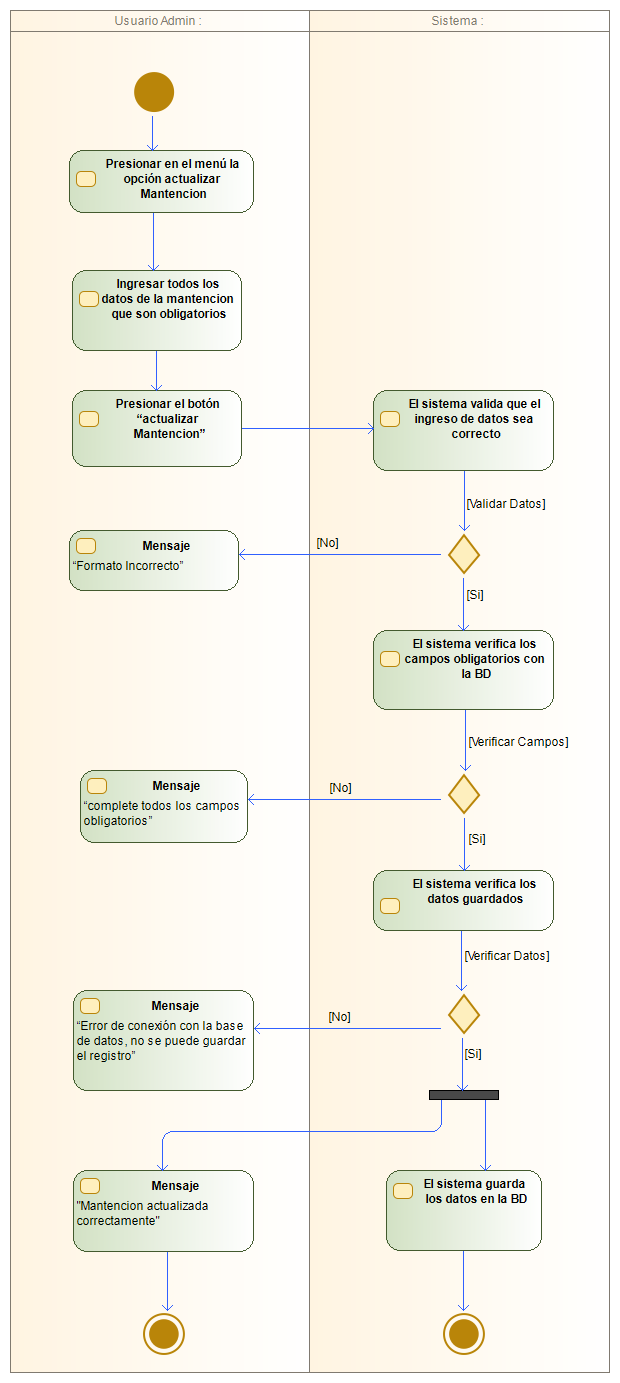 Usuario Admin :
Sistema :
Presionar en el menú la
opción actualizar
Mantencion
Ingresar todos los
datos de la mantencion
que son obligatorios
Presionar el botón
“actualizar
Mantencion”
El sistema valida que el
ingreso de datos sea
correcto
[Validar Datos]
[No]
Mensaje
“Formato Incorrecto”
[Si]
El sistema verifica los
campos obligatorios con
la BD
[Verificar Campos]
[No]
Mensaje
“complete todos los campos
obligatorios”
[Si]
El sistema verifica los
datos guardados
[Verificar Datos]
[No]
Mensaje
“Error de conexión con la base
de datos, no se puede guardar
el registro”
[Si]
Mensaje
"Mantencion actualizada
correctamente"
El sistema guarda
los datos en la BD